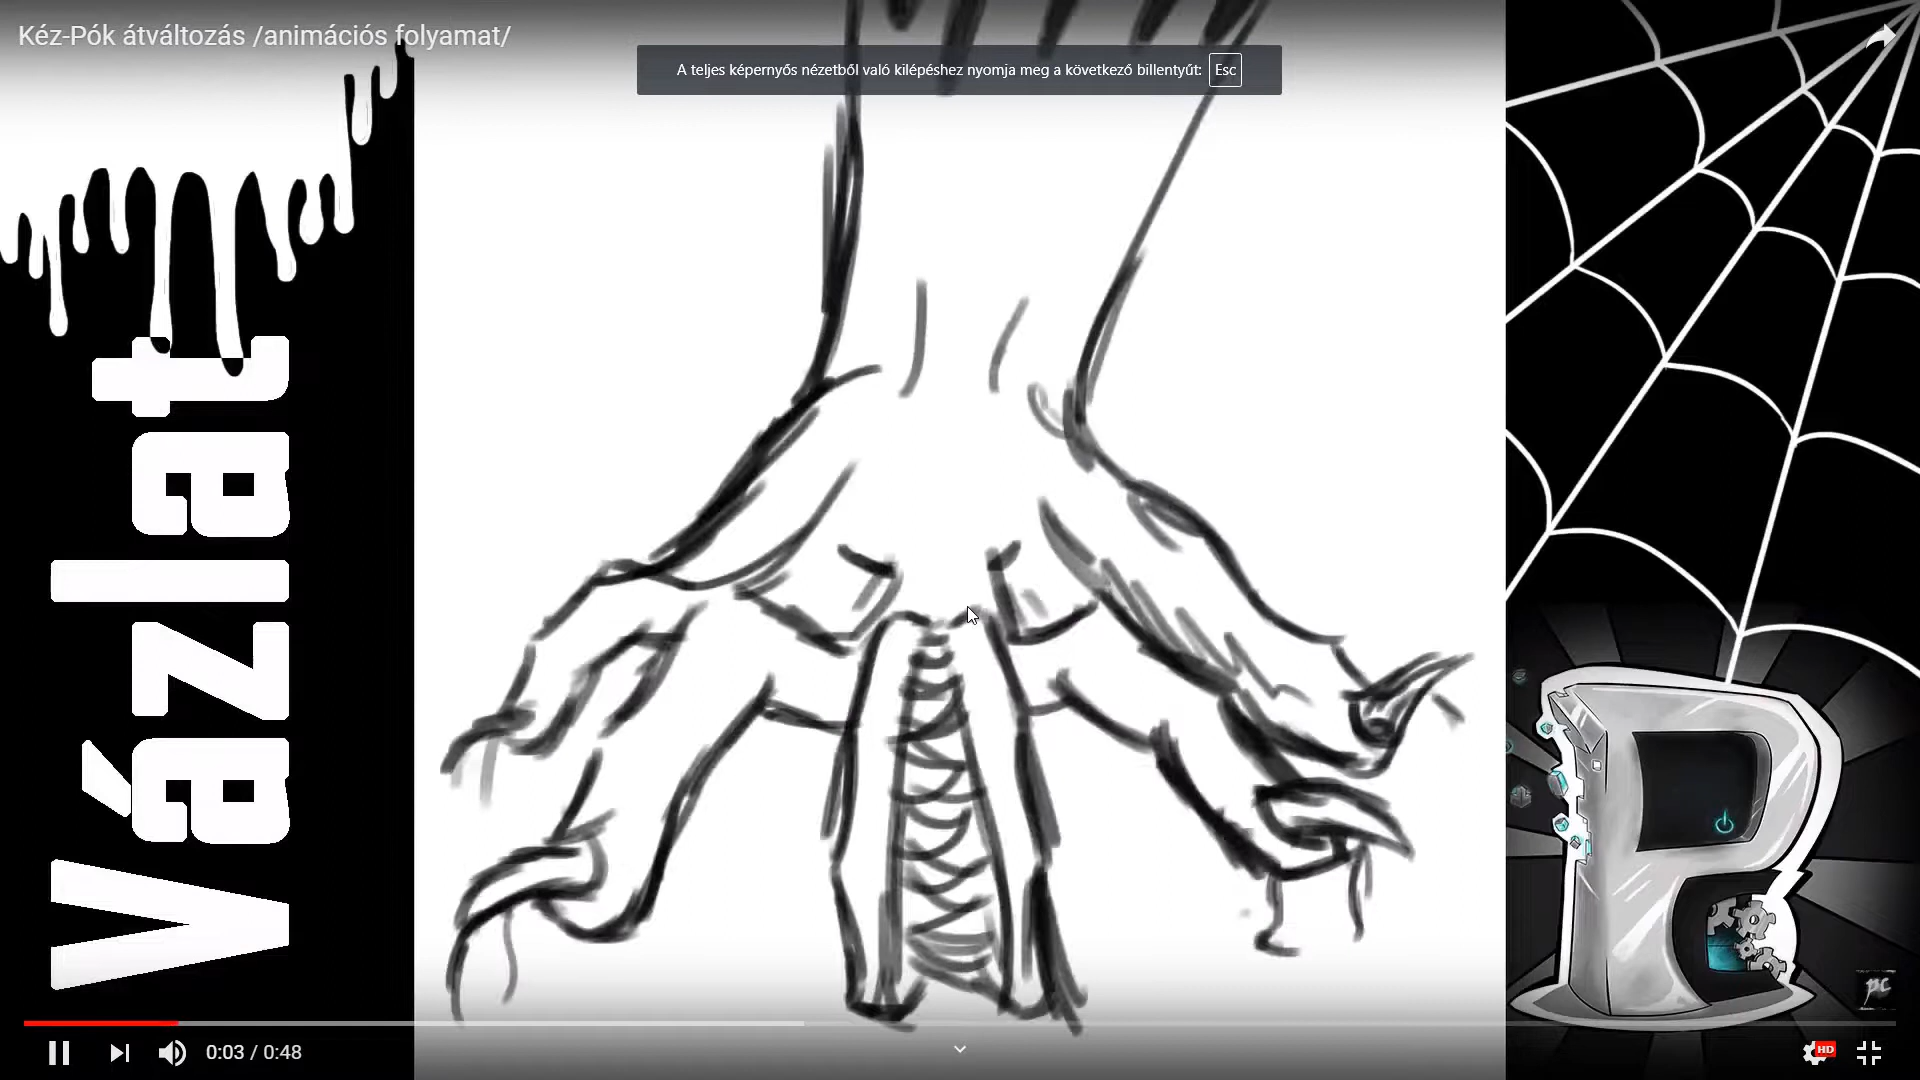 Kéz-Pók átváltozás /animációs folyamat/
A teljes képernyős nézetből való kilépéshez nyomja meg a következő billentyűt: Esc
Vázlat
P
pc
0:03 / 0:48
HD